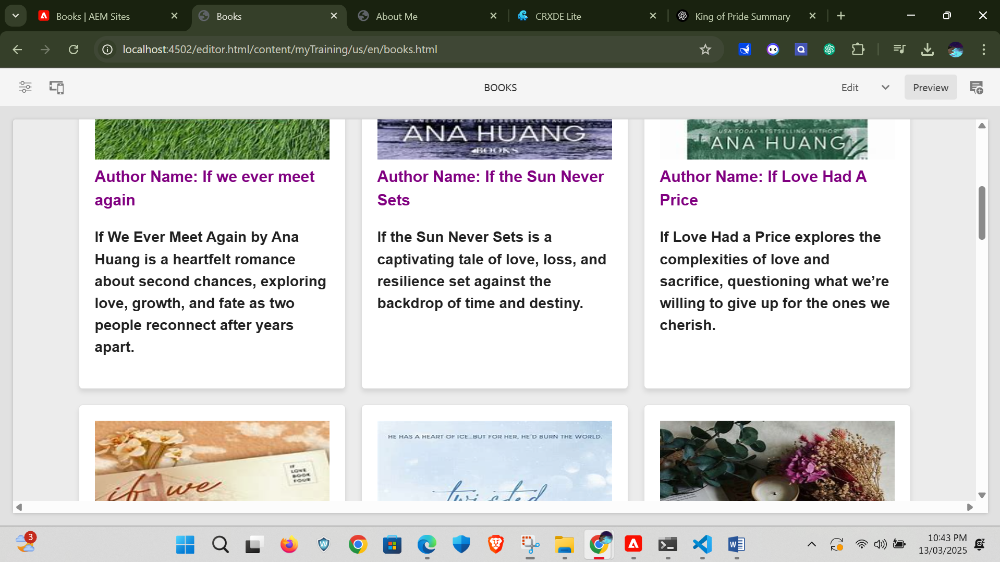 Books | AEM Sites
Books
About Me
CRXDE Lite
King of Pride Summary
localhost:4502/editor.html/content/myTraining/us/en/books.html
BOOKS
Edit
Preview
ANA HUANG
BOOKS
USA TODAY BESTSELLING AUTHOR
ANA HUANG
Author Name: If we ever meet
again
If We Ever Meet Again by Ana
Huang is a heartfelt romance
about second chances, exploring
love, growth, and fate as two
people reconnect after years
apart.
Author Name: If the Sun Never
Sets
If the Sun Never Sets is a
captivating tale of love, loss, and
resilience set against the
backdrop of time and destiny.
Author Name: If Love Had A
Price
If Love Had a Price explores the
complexities of love and
sacrifice, questioning what we’re
willing to give up for the ones we
cherish.
IF
LOVE
BOOK
FOUR
if we
HE HAS A HEART OF ICE...BUT FOR HER, HE'D BURN THE WORLD.
twisted
3
10:43 PM
13/03/2025